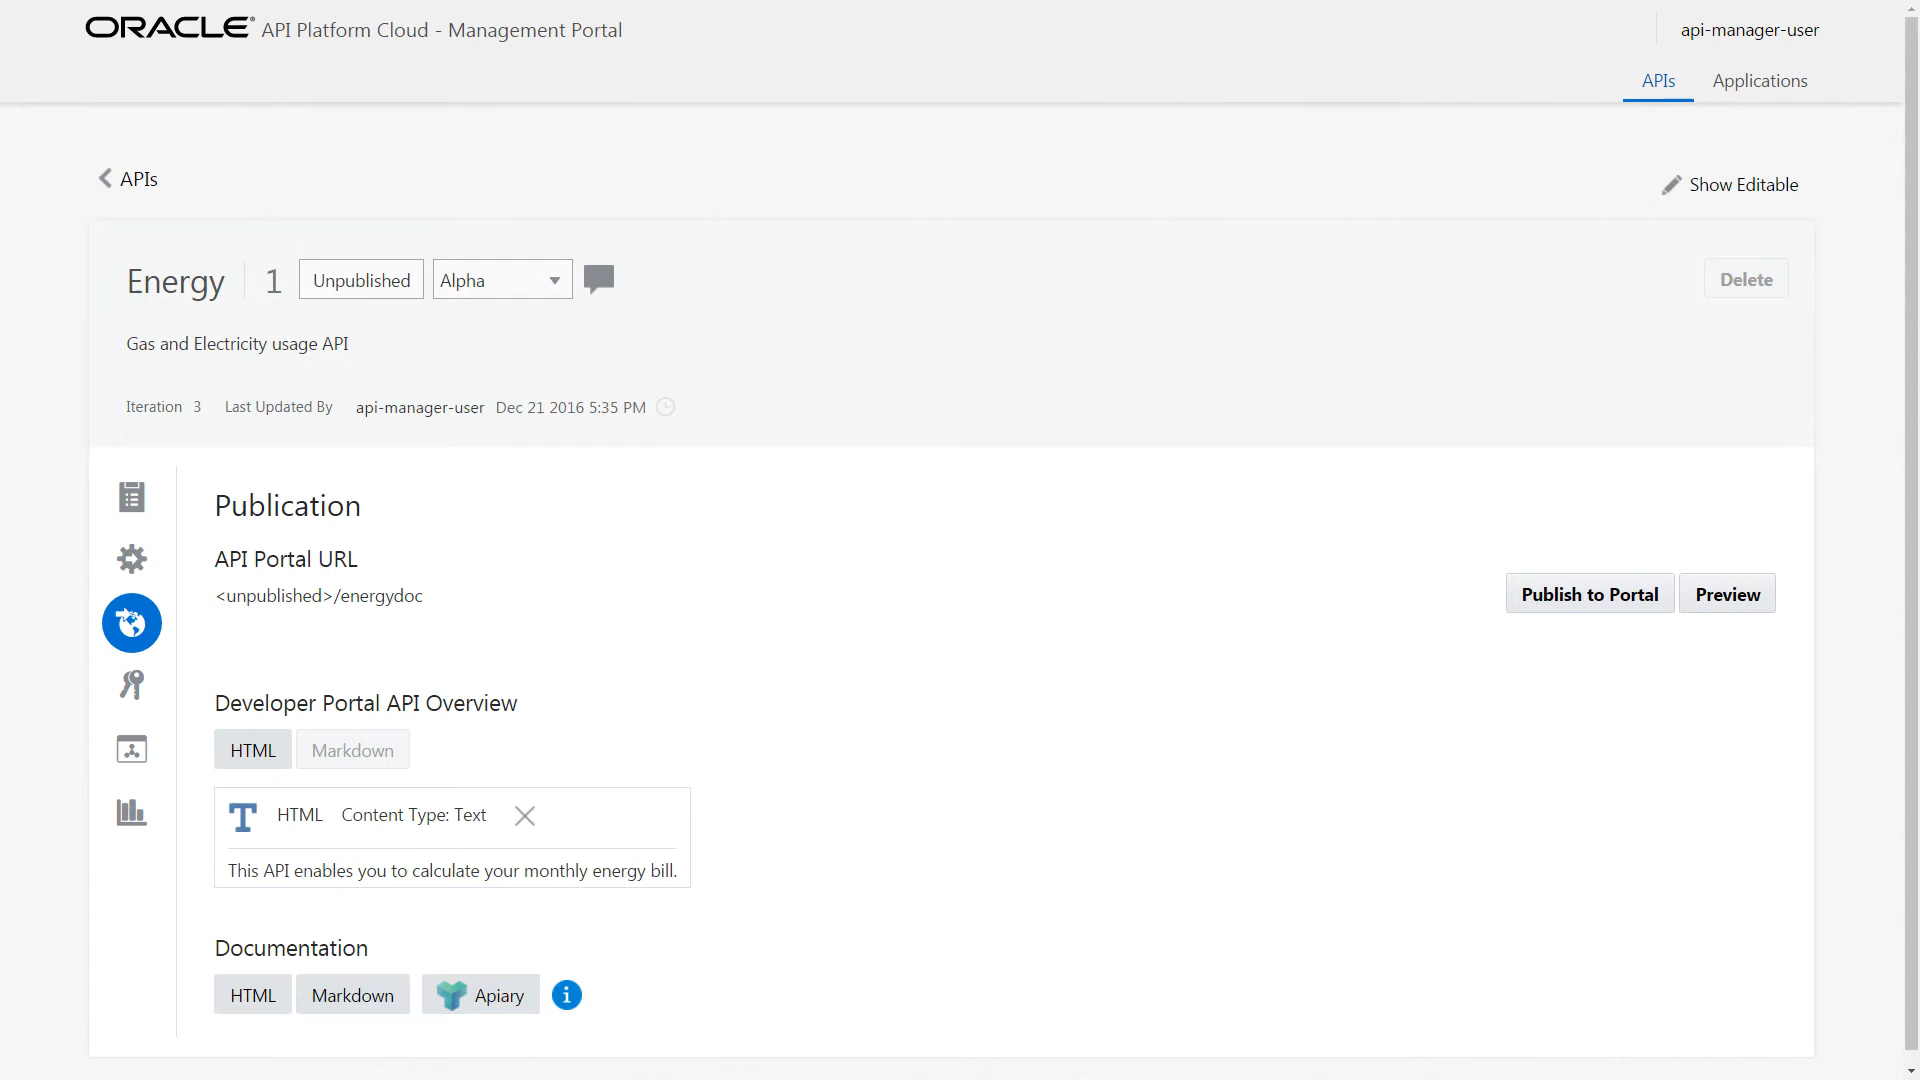 ORACLE API Platform Cloud - Management Portal
api-manager-user
APIs Applications
APIs
Show Editable
Energy 1 Unpublished Alpha
Delete
Gas and Electricity usage API
Iteration 3 Last Updated By api-manager-user Dec 21 2016 5:35 PM
Publication
API Portal URL
<unpublished>/energydoc
Publish to Portal Preview
Developer Portal API Overview
HTML Markdown
T HTML Content Type: Text
This API enables you to calculate your monthly energy bill.
Documentation
HTML Markdown Apiary i